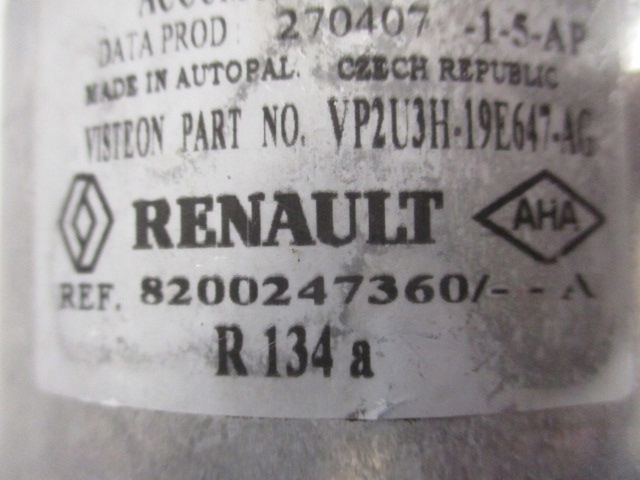 DATA PROD : 270407 -1-5-AP
MADE IN AUTOPAL. CZECH REPUBLIC
VISTEON PART NO. VP2U3H-19E647-AG
RENAULT AHA
REF. 8200247360/--A
R 134 a